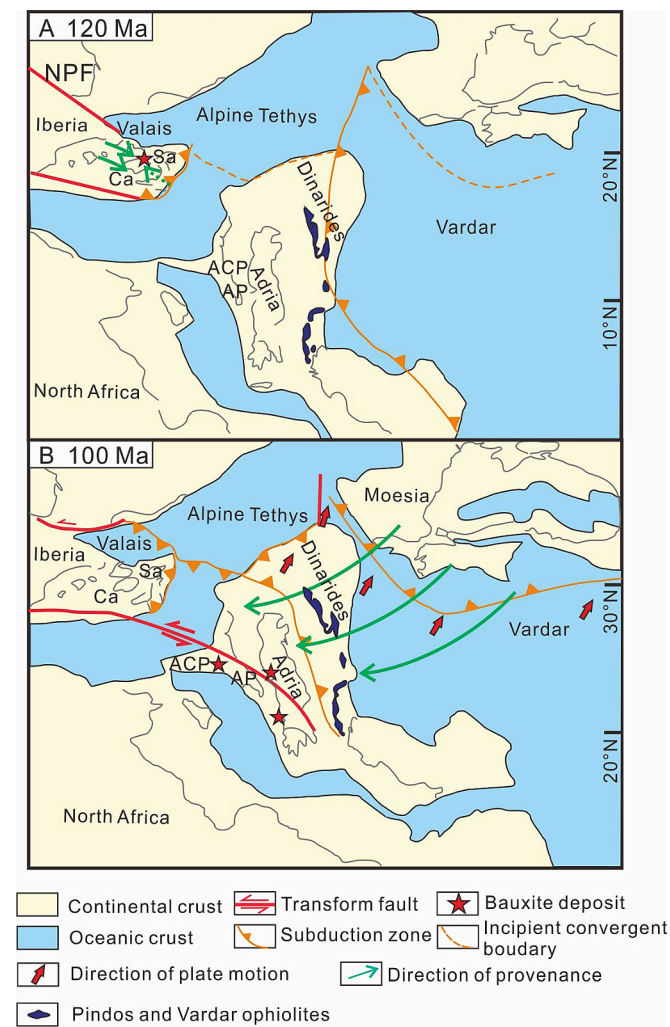 A 120 Ma
NPF
Iberia
Valais
Alpine Tethys
Sa
Ca
Dinarides
Vardar
20°N
ACP
AP
Adria
10°N
North Africa
B 100 Ma
Moesia
Alpine Tethys
Valais
Iberia
Sa
Ca
Dinarides
30°N
Vardar
ACP
AP
Adria
20°N
North Africa
Continental crust
Transform fault
Bauxite deposit
Oceanic crust
Subduction zone
Incipient convergent
boudary
Direction of plate motion
Direction of provenance
Pindos and Vardar ophiolites